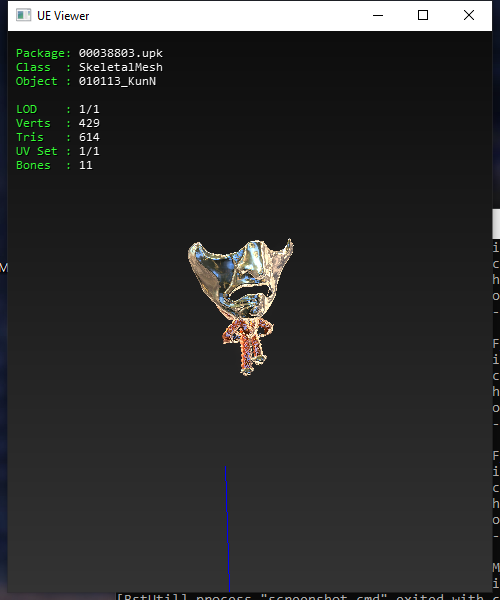 UE Viewer
Package: 00038803.upk
Class : SkeletalMesh
Object : 010113_KunN
LOD : 1/1
Verts : 429
Tris : 614
UV Set : 1/1
Bones : 11
M
i
c
h
o
-
F
i
c
h
o
-
F
i
c
h
o
-
M
i
[BstUtil] process "screenshot.cmd" exited with c